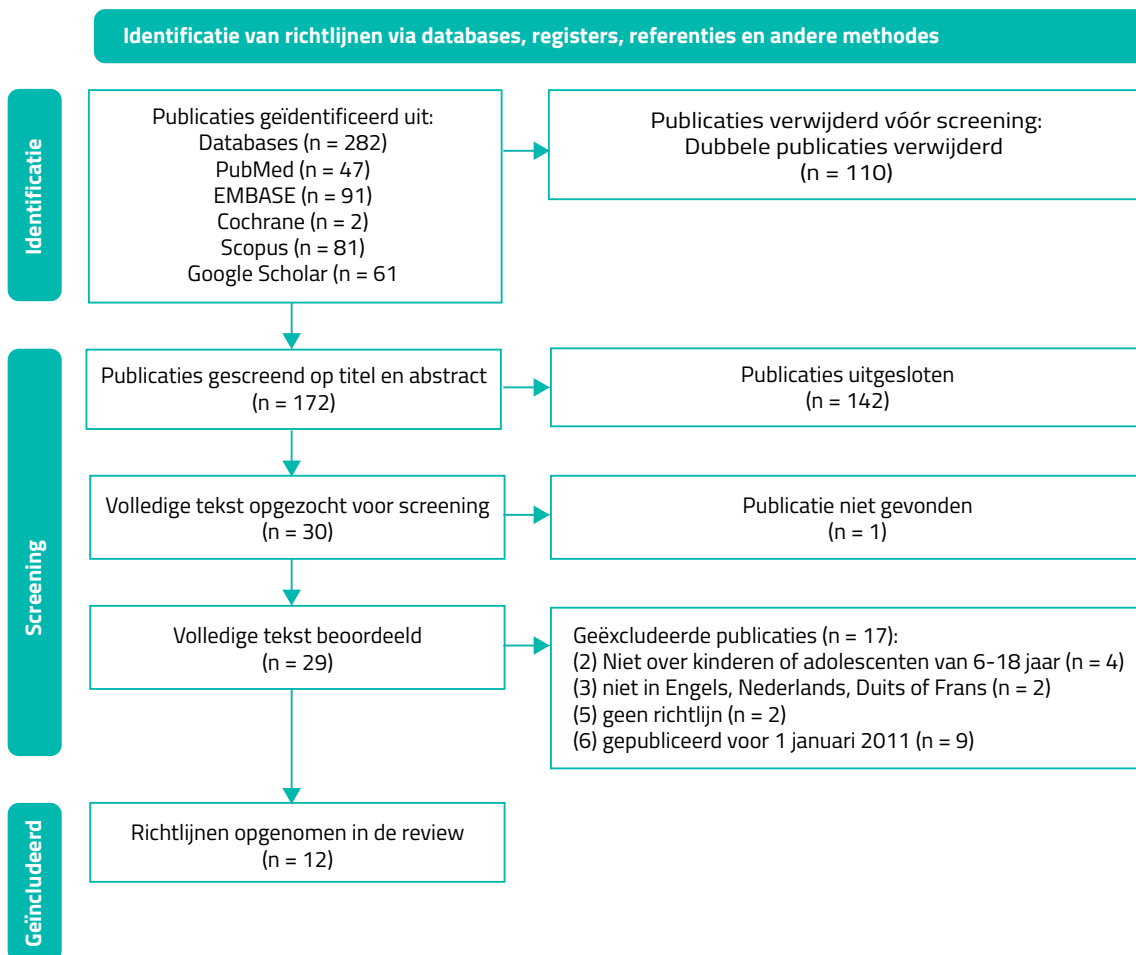 Identificatie van richtlijnen via databases, registers, referenties en andere methodes
Identificatie
Publicaties geïdentificeerd uit:
Databases (n = 282)
PubMed (n = 47)
EMBASE (n = 91)
Cochrane (n = 2)
Scopus (n = 81)
Google Scholar (n = 61
Publicaties verwijderd vóór screening:
Dubbele publicaties verwijderd
(n = 110)
Screening
Publicaties gescreend op titel en abstract
(n = 172)
Publicaties uitgesloten
(n = 142)
Volledige tekst opgezocht voor screening
(n = 30)
Publicatie niet gevonden
(n = 1)
Volledige tekst beoordeeld
(n = 29)
Geëxcludeerde publicaties (n = 17):
(2) Niet over kinderen of adolescenten van 6-18 jaar (n = 4)
(3) niet in Engels, Nederlands, Duits of Frans (n = 2)
(5) geen richtlijn (n = 2)
(6) gepubliceerd voor 1 januari 2011 (n = 9)
Geïncludeerd
Richtlijnen opgenomen in de review
(n = 12)